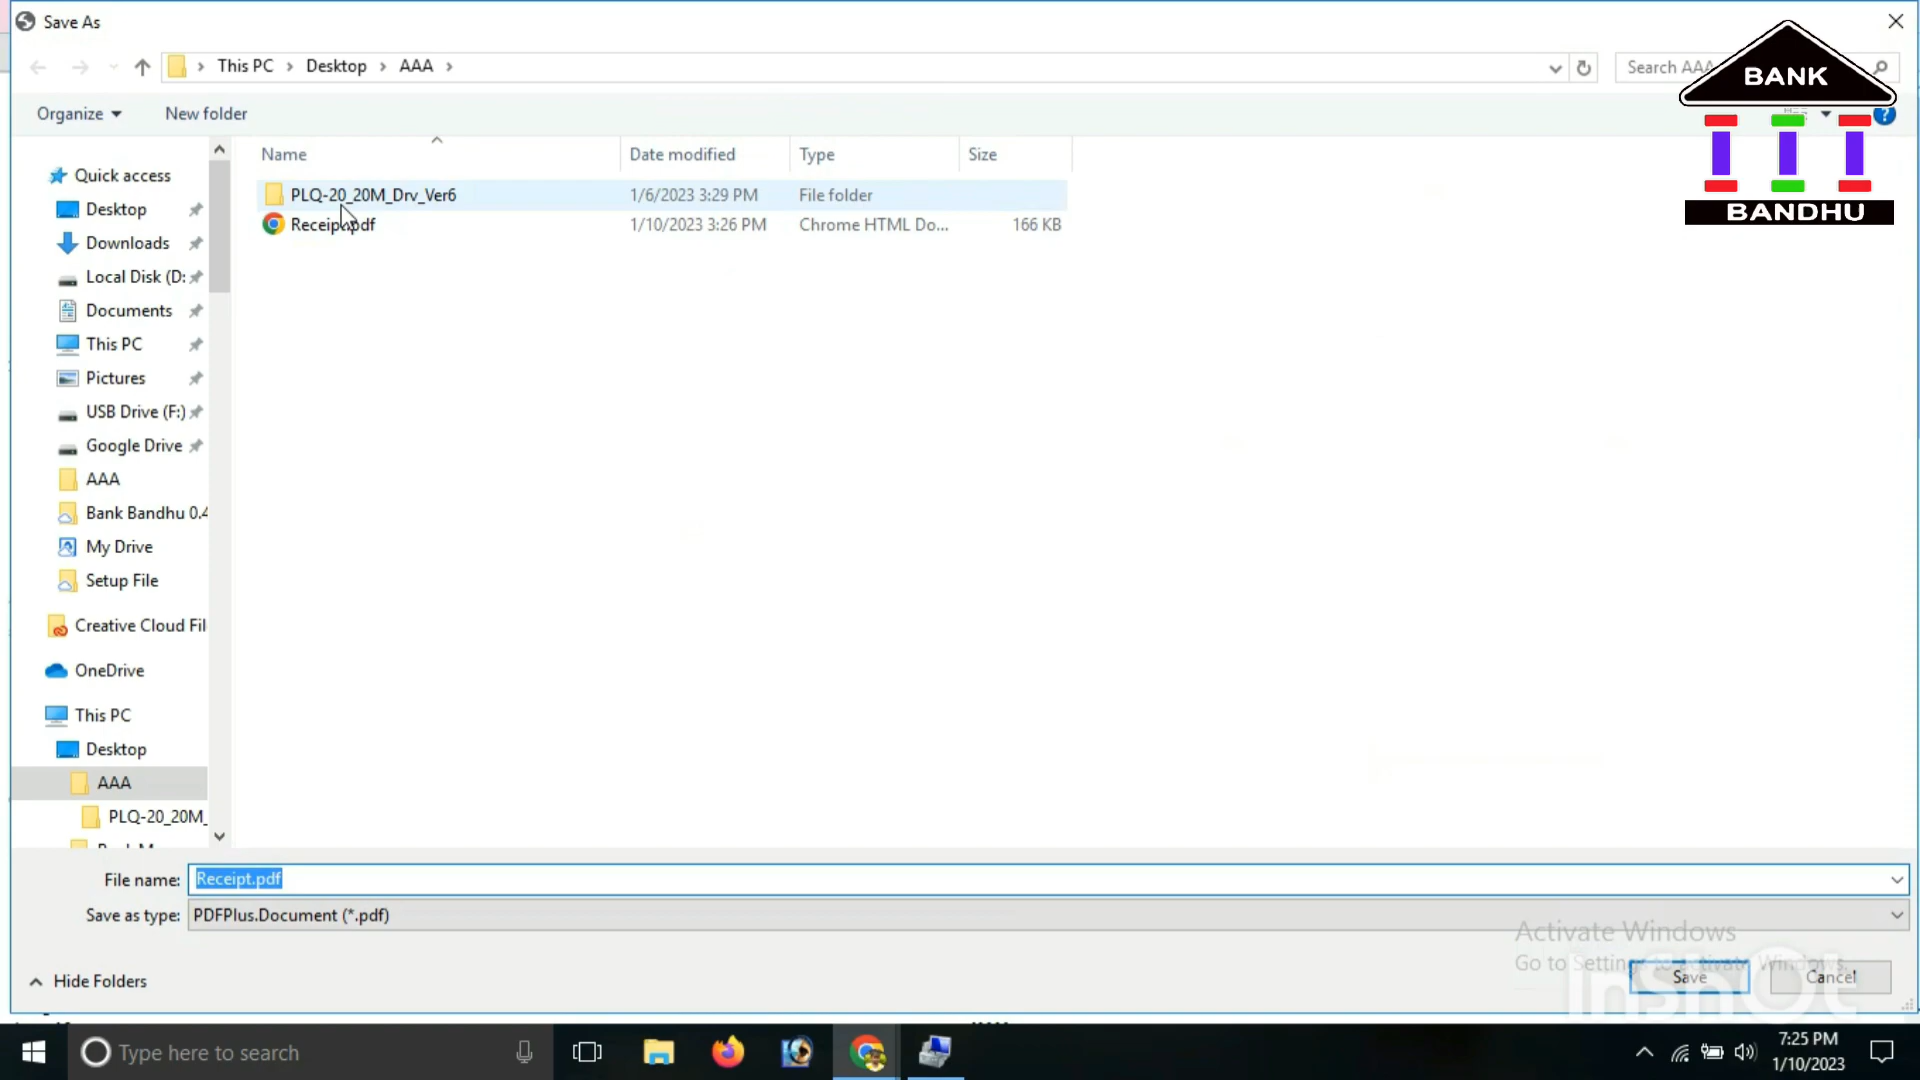 Save As
This PC > Desktop > AAA >
Search AAA
BANK
BANDHU
Organize
New folder
Name
Date modified
Type
Size
PLQ-20_20M_Drv_Ver6
1/6/2023 3:29 PM
File folder
Receipt.pdf
1/10/2023 3:26 PM
Chrome HTML Do...
166 KB
Quick access
Desktop
Downloads
Local Disk (D:
Documents
This PC
Pictures
USB Drive (F:)
Google Drive
AAA
Bank Bandhu 0.4
My Drive
Setup File
Creative Cloud Fil
OneDrive
This PC
Desktop
AAA
PLQ-20_20M_
File name:
Receipt.pdf
Save as type:
PDFPlus.Document (*.pdf)
Activate Windows
Go to Settings to activate Windows.
Hide Folders
Save
Cancel
InShOt
Type here to search
7:25 PM
1/10/2023